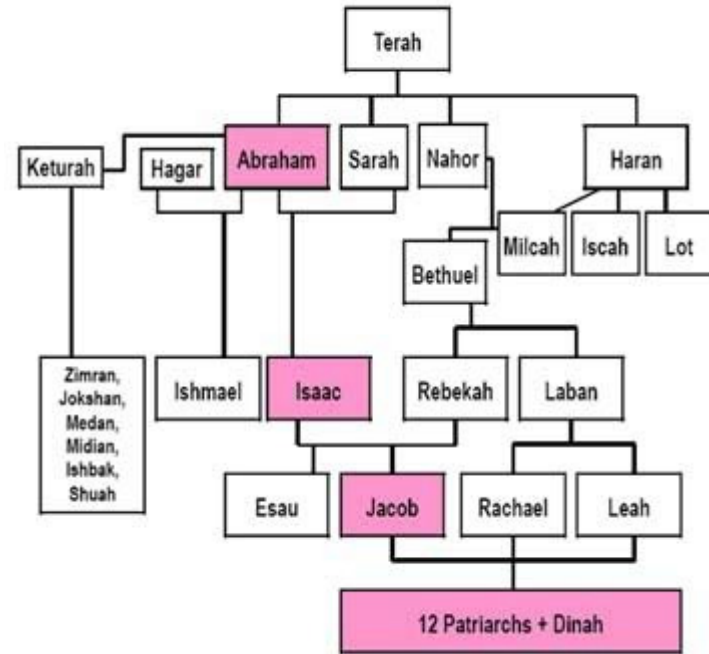 Terah
Keturah
Hagar
Abraham
Sarah
Nahor
Haran
Milcah
Iscah
Lot
Bethuel
Zimran,
Jokshan,
Medan,
Midian,
Ishbak,
Shuah
Ishmael
Isaac
Rebekah
Laban
Esau
Jacob
Rachael
Leah
12 Patriarchs + Dinah